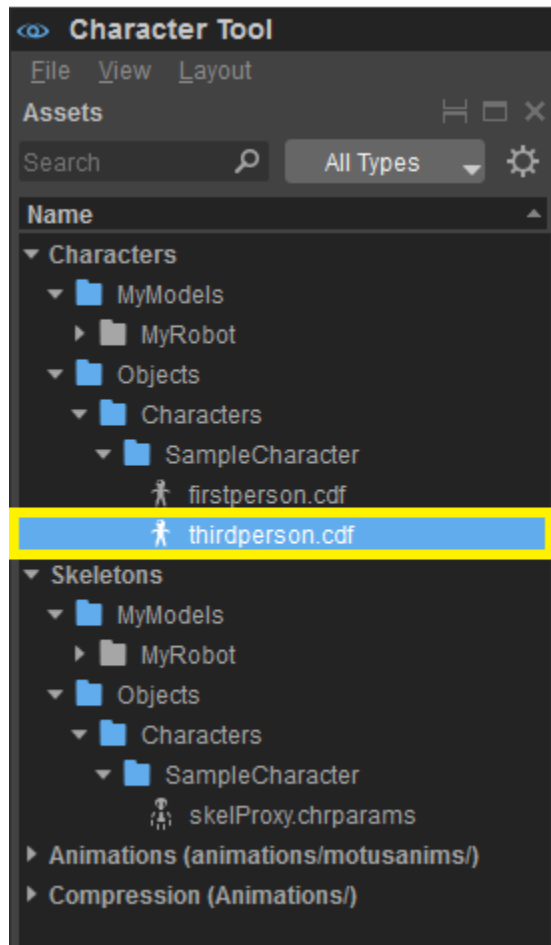 Character Tool
File View Layout
Assets
Search All Types
Name
Characters
MyModels
MyRobot
Objects
Characters
SampleCharacter
firstperson.cdf
thirdperson.cdf
Skeletons
MyModels
MyRobot
Objects
Characters
SampleCharacter
skelProxy.chrparams
Animations (animations/motusanims/)
Compression (Animations/)